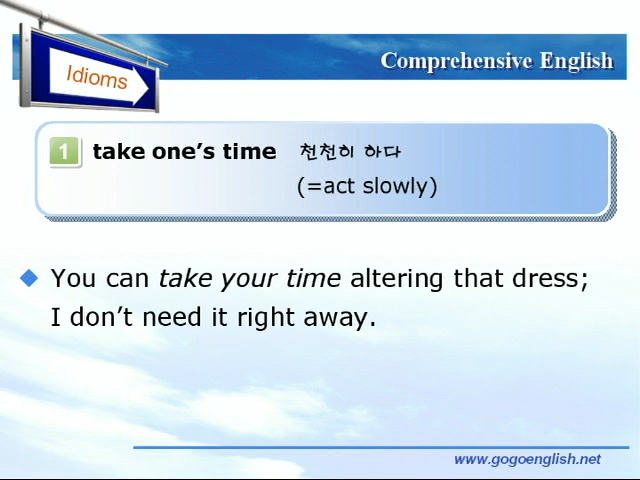 Idioms
Comprehensive English
1 take one’s time 천천히 하다
(=act slowly)
You can take your time altering that dress;
I don’t need it right away.
www.gogoenglish.net